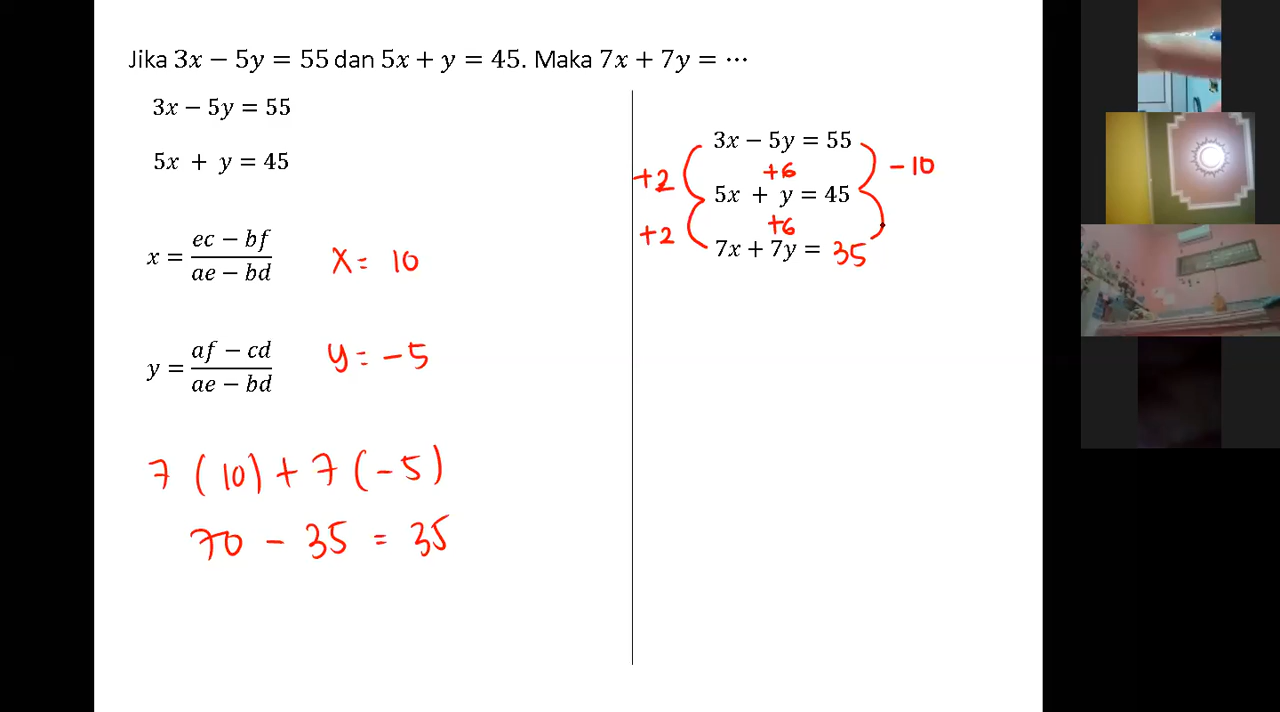 Jika 3x − 5y = 55 dan 5x + y = 45. Maka 7x + 7y = ⋯
3x − 5y = 55
5x + y = 45
x = (ec − bf)/(ae − bd) x = 10
y = (af − cd)/(ae − bd) y = -5
7 (10) + 7 (-5)
70 - 35 = 35
3x − 5y = 55
+2 +6 -10
5x + y = 45
+2 +6
7x + 7y = 35